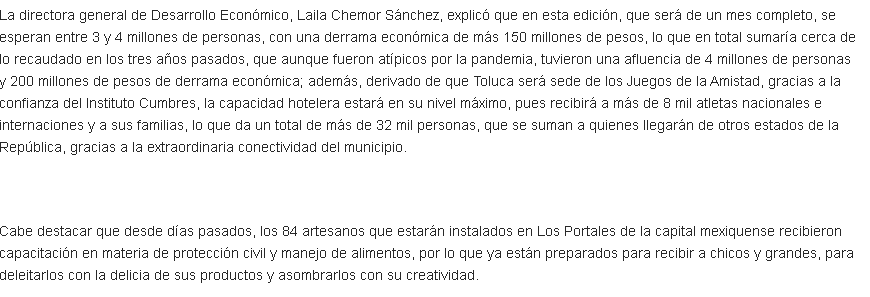 La directora general de Desarrollo Económico, Laila Chemor Sánchez, explicó que en esta edición, que será de un mes completo, se
esperan entre 3 y 4 millones de personas, con una derrama económica de más 150 millones de pesos, lo que en total sumaría cerca de
lo recaudado en los tres años pasados, que aunque fueron atípicos por la pandemia, tuvieron una afluencia de 4 millones de personas
y 200 millones de pesos de derrama económica; además, derivado de que Toluca será sede de los Juegos de la Amistad, gracias a la
confianza del Instituto Cumbres, la capacidad hotelera estará en su nivel máximo, pues recibirá a más de 8 mil atletas nacionales e
internaciones y a sus familias, lo que da un total de más de 32 mil personas, que se suman a quienes llegarán de otros estados de la
República, gracias a la extraordinaria conectividad del municipio.
Cabe destacar que desde días pasados, los 84 artesanos que estarán instalados en Los Portales de la capital mexiquense recibieron
capacitación en materia de protección civil y manejo de alimentos, por lo que ya están preparados para recibir a chicos y grandes, para
deleitarlos con la delicia de sus productos y asombrarlos con su creatividad.